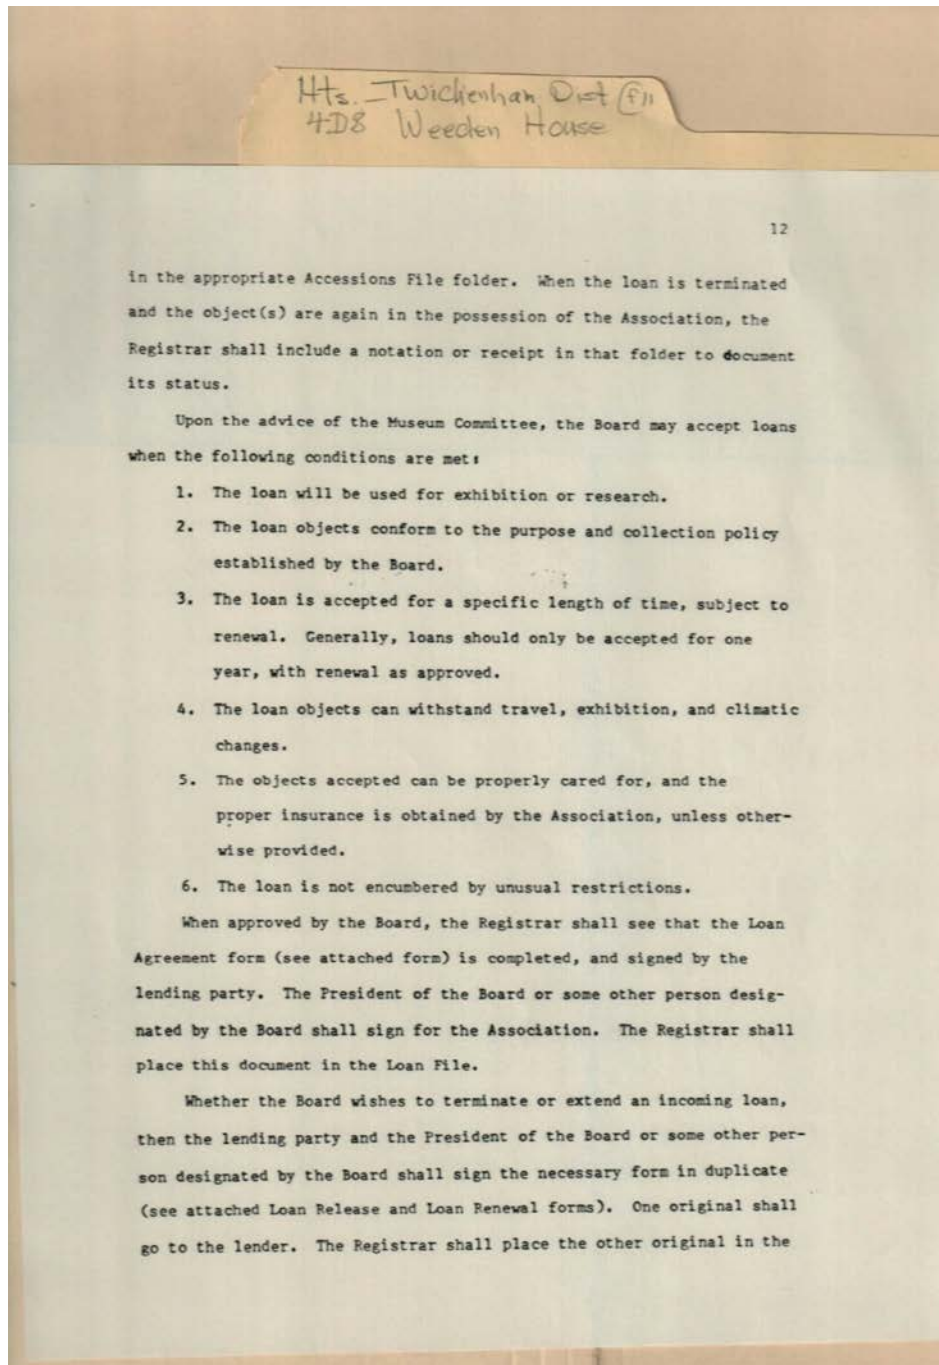 Hts. - Twickenham Dist
4D8 Weeden House
12
in the appropriate Accessions File folder. When the loan is terminated
and the object(s) are again in the possession of the Association, the
Registrar shall include a notation or receipt in that folder to document
its status.
Upon the advice of the Museum Committee, the Board may accept loans
when the following conditions are met:
1. The loan will be used for exhibition or research.
2. The loan objects conform to the purpose and collection policy
established by the Board.
3. The loan is accepted for a specific length of time, subject to
renewal. Generally, loans should only be accepted for one
year, with renewal as approved.
4. The loan objects can withstand travel, exhibition, and climatic
changes.
5. The objects accepted can be properly cared for, and the
proper insurance is obtained by the Association, unless other-
wise provided.
6. The loan is not encumbered by unusual restrictions.
When approved by the Board, the Registrar shall see that the Loan
Agreement form (see attached form) is completed, and signed by the
lending party. The President of the Board or some other person desig-
nated by the Board shall sign for the Association. The Registrar shall
place this document in the Loan File.
Whether the Board wishes to terminate or extend an incoming loan,
then the lending party and the President of the Board or some other per-
son designated by the Board shall sign the necessary form in duplicate
(see attached Loan Release and Loan Renewal forms). One original shall
go to the lender. The Registrar shall place the other original in the